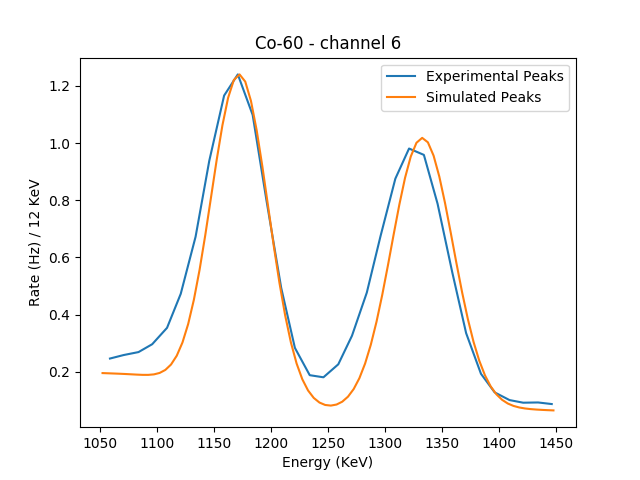 Co-60 - channel 6
Experimental Peaks
Simulated Peaks
Rate (Hz) / 12 KeV
1.2
1.0
0.8
0.6
0.4
0.2
1050 1100 1150 1200 1250 1300 1350 1400 1450
Energy (KeV)